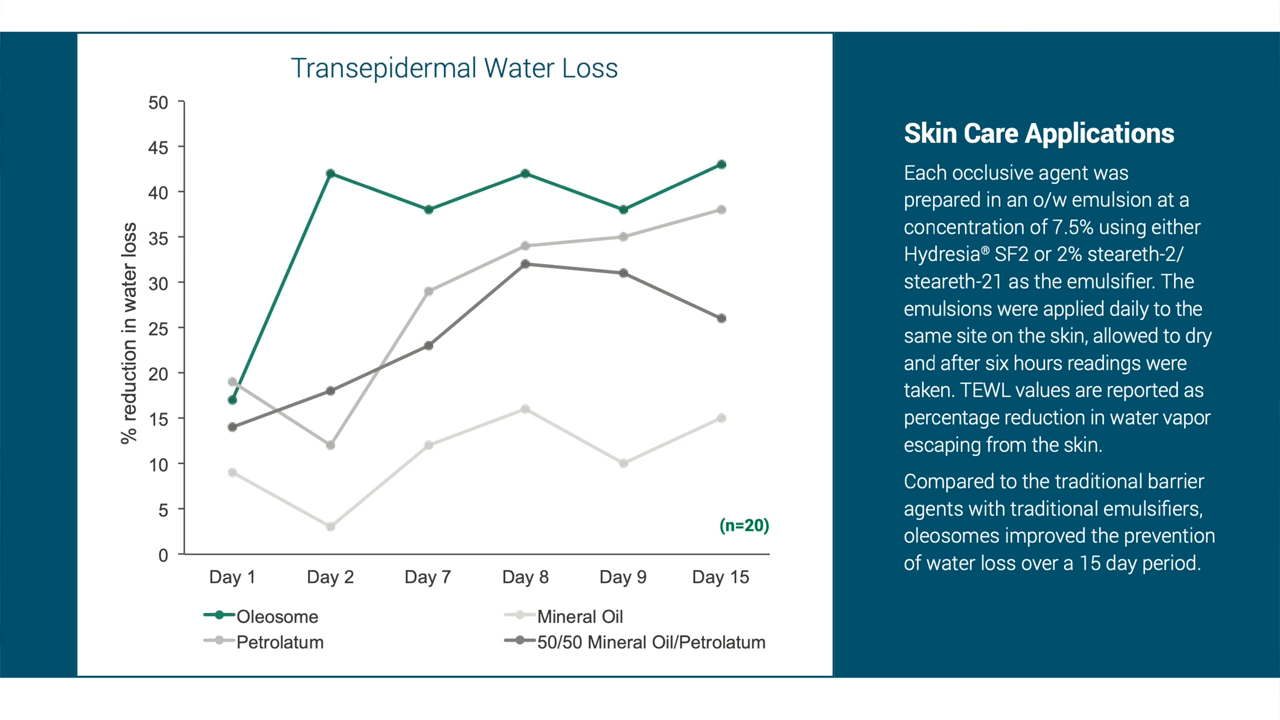 Transepidermal Water Loss
50
45
40
35
30
25
20
15
10
5
0
% reduction in water loss
(n=20)
Day 1
Day 2
Day 7
Day 8
Day 9
Day 15
Oleosome
Mineral Oil
Petrolatum
50/50 Mineral Oil/Petrolatum
Skin Care Applications
Each occlusive agent was
prepared in an o/w emulsion at a
concentration of 7.5% using either
Hydresia® SF2 or 2% steareth-2/
steareth-21 as the emulsifier. The
emulsions were applied daily to the
same site on the skin, allowed to dry
and after six hours readings were
taken. TEWL values are reported as
percentage reduction in water vapor
escaping from the skin.
Compared to the traditional barrier
agents with traditional emulsifiers,
oleosomes improved the prevention
of water loss over a 15 day period.